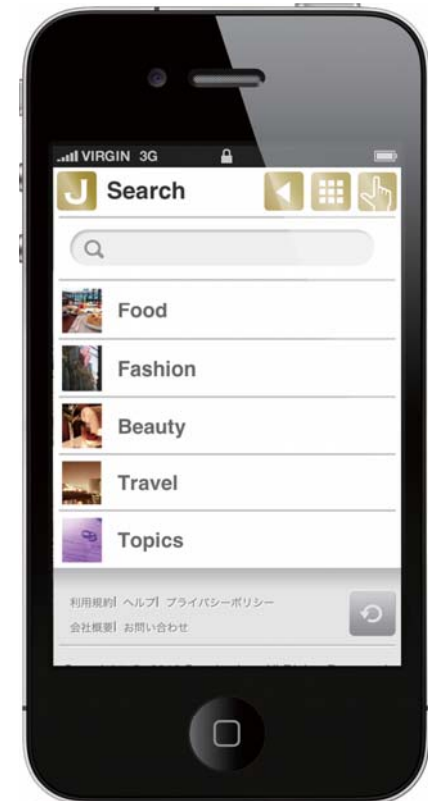 VIRGIN 3G
J Search
Food
Fashion
Beauty
Travel
Topics
利用規約| ヘルプ| プライバシーポリシー
会社概要| お問い合わせ